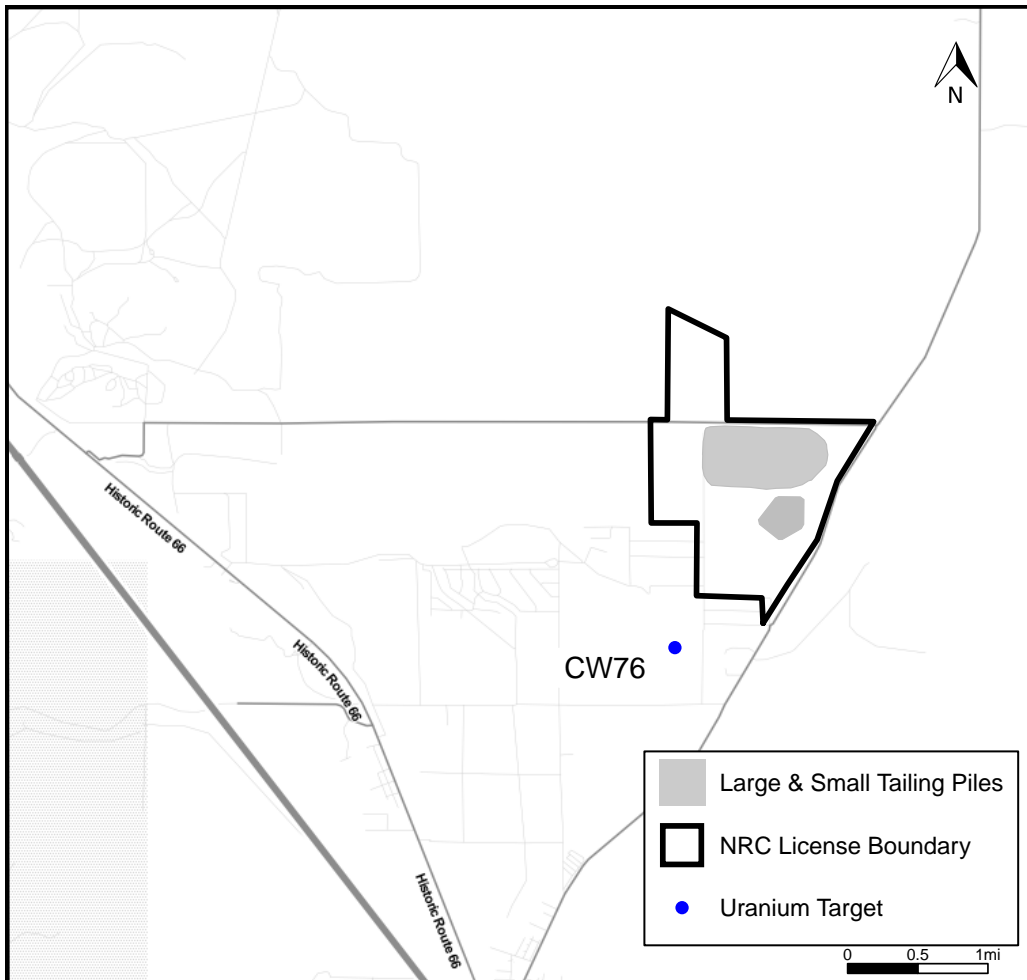 N
Historic Route 66
Historic Route 66
CW76
Historic Route 66
Large & Small Tailing Piles
NRC License Boundary
Uranium Target
0 0.5 1mi